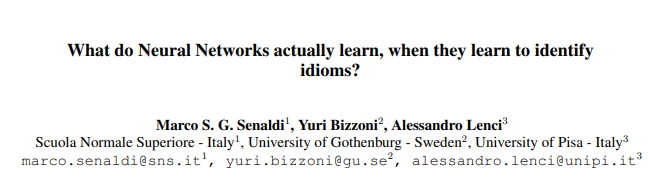 What do Neural Networks actually learn, when they learn to identify
idioms?
Marco S. G. Senaldi¹, Yuri Bizzoni², Alessandro Lenci³
Scuola Normale Superiore - Italy¹, University of Gothenburg - Sweden², University of Pisa - Italy³
marco.senaldi@sns.it¹, yuri.bizzoni@gu.se², alessandro.lenci@unipi.it³